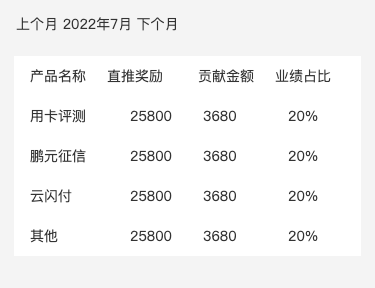 上个月 2022年7月 下个月
产品名称 直推奖励 贡献金额 业绩占比
用卡评测 25800 3680 20%
鹏元征信 25800 3680 20%
云闪付 25800 3680 20%
其他 25800 3680 20%